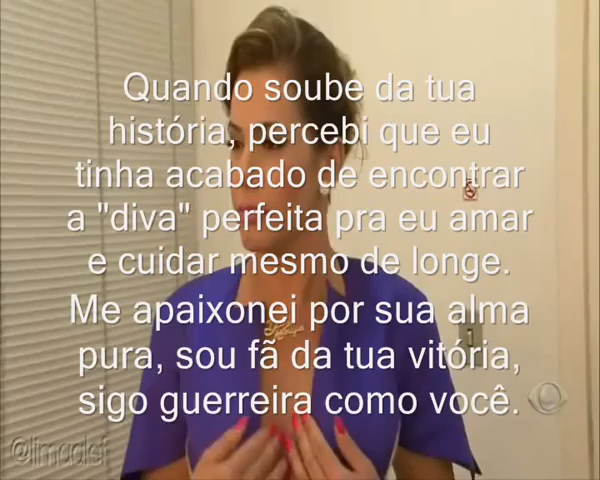 Quando soube da tua
história, percebi que eu
tinha acabado de encontrar
a "diva" perfeita pra eu amar
e cuidar mesmo de longe.
Me apaixonei por sua alma
pura, sou fã da tua vitória,
sigo guerreira como você.